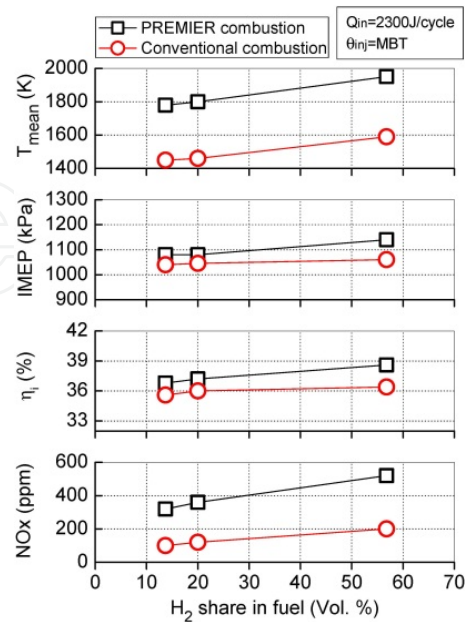 PREMIER combustion
Conventional combustion
Qin=2300J/cycle
θinj=MBT
Tmean (K)
2000
1800
1600
1400
IMEP (kPa)
1300
1200
1100
1000
900
ηi (%)
42
39
36
33
NOx (ppm)
600
400
200
0
0 10 20 30 40 50 60 70
H2 share in fuel (Vol. %)